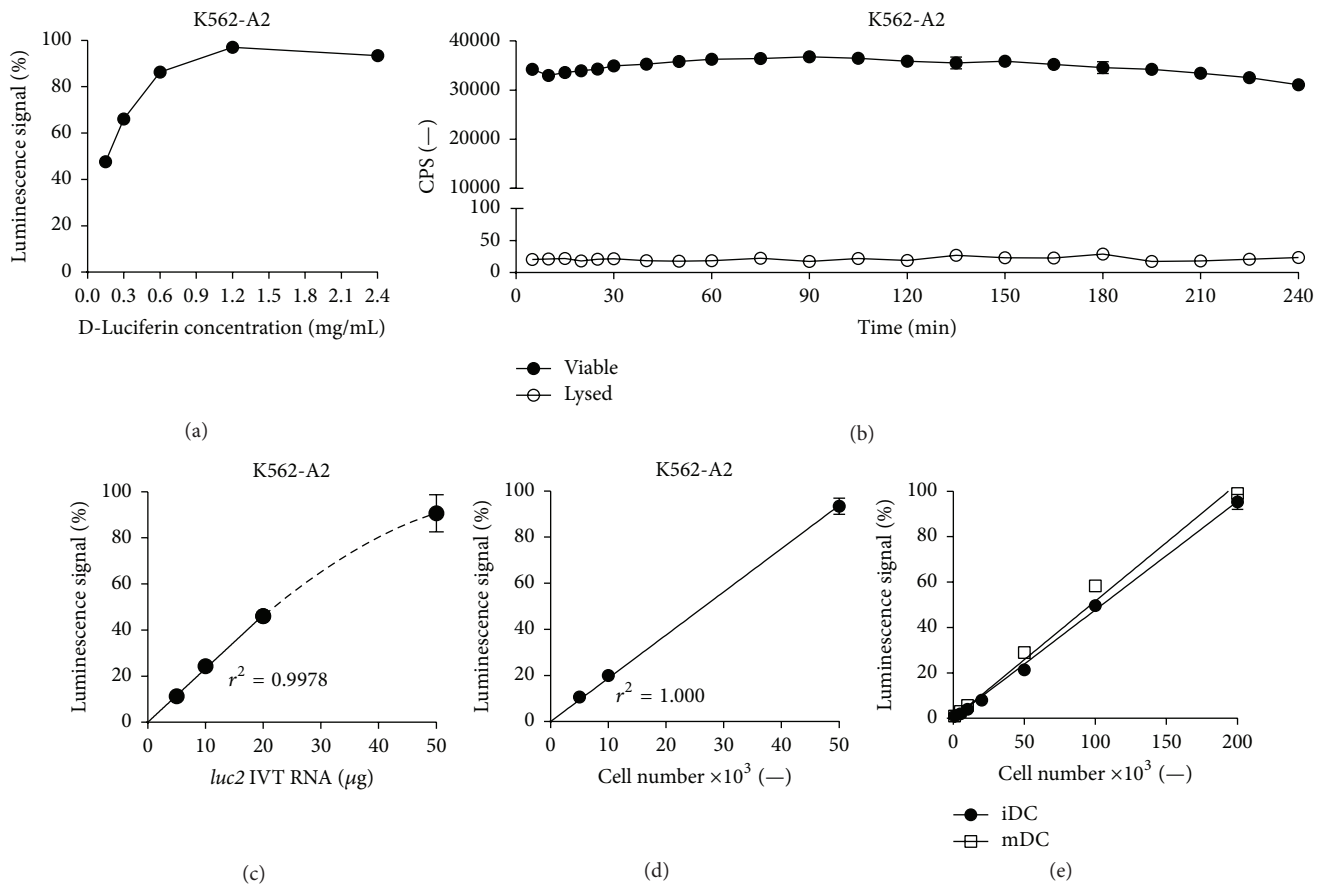 K562-A2
Luminescence signal (%)
100
80
60
40
20
0
0.0 0.3 0.6 0.9 1.2 1.5 1.8 2.1 2.4
D-Luciferin concentration (mg/mL)
(a)
K562-A2
CPS (—)
40000
30000
20000
10000
100
50
0
0 30 60 90 120 150 180 210 240
Time (min)
Viable
Lysed
(b)
K562-A2
Luminescence signal (%)
100
80
60
40
20
0
r² = 0.9978
0 10 20 30 40 50
luc2 IVT RNA (μg)
(c)
K562-A2
Luminescence signal (%)
100
80
60
40
20
0
r² = 1.000
0 10 20 30 40 50
Cell number ×10³ (—)
(d)
Luminescence signal (%)
100
80
60
40
20
0
0 50 100 150 200
Cell number ×10³ (—)
iDC
mDC
(e)